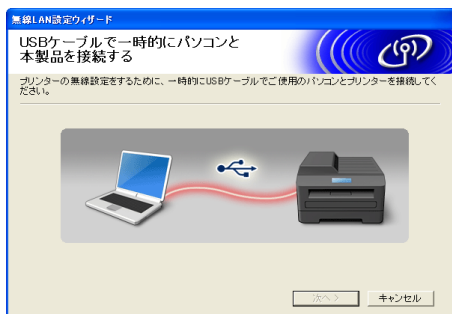 無線LAN設定ウィザード
USBケーブルで一時的にパソコンと
本製品を接続する
プリンターの無線設定をするために、一時的にUSBケーブルでご使用のパソコンとプリンターを接続してく
ださい。
次へ >
キャンセル